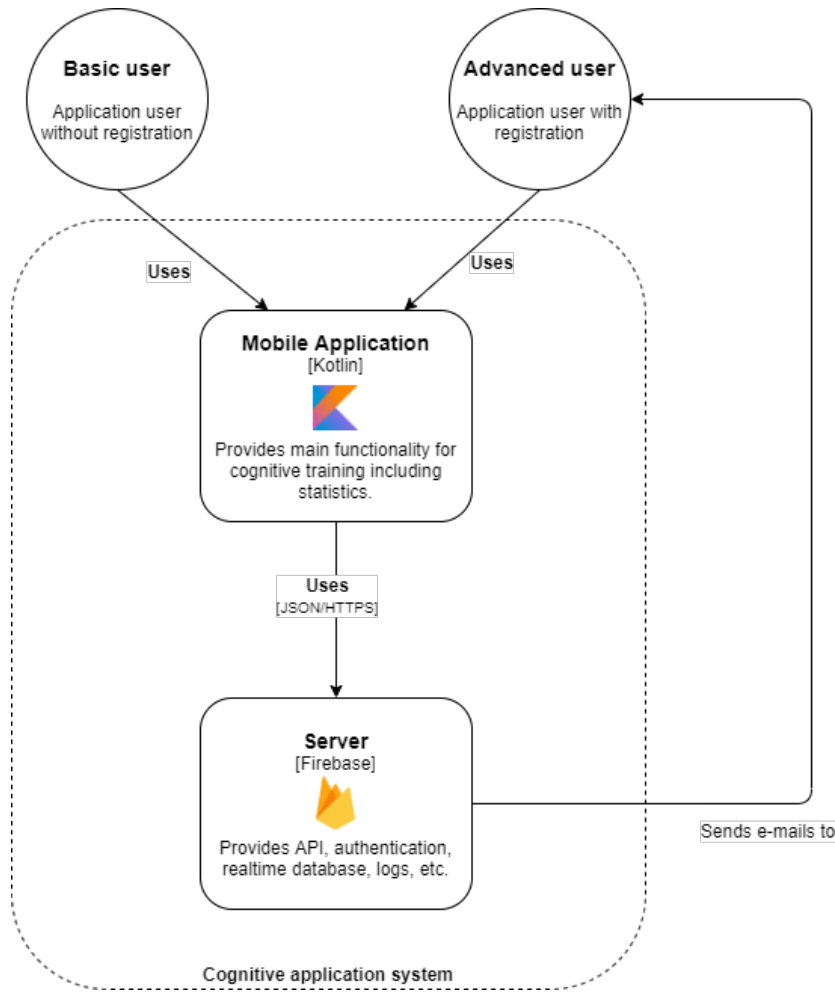 Basic user
Application user
without registration
Advanced user
Application user with
registration
Uses
Uses
Mobile Application
[Kotlin]
Provides main functionality for
cognitive training including
statistics.
Uses
[JSON/HTTPS]
Server
[Firebase]
Provides API, authentication,
realtime database, logs, etc.
Sends e-mails to
Cognitive application system